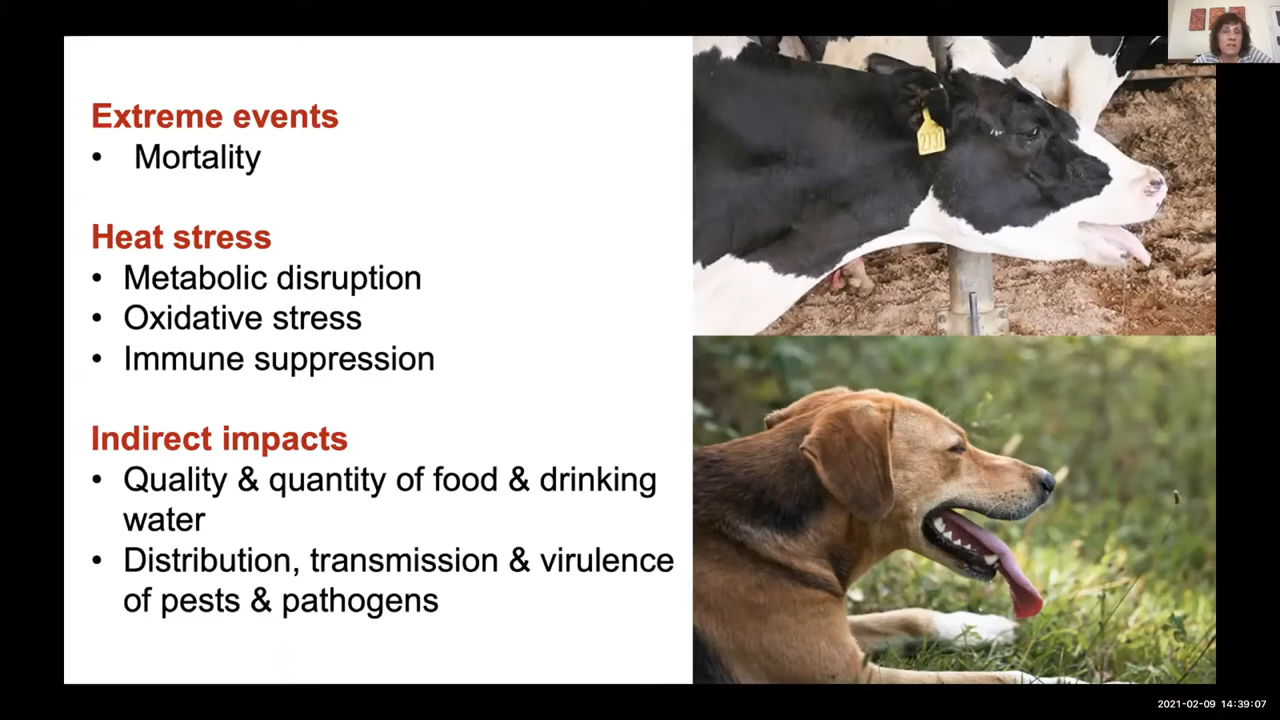 Extreme events
• Mortality
Heat stress
• Metabolic disruption
• Oxidative stress
• Immune suppression
Indirect impacts
• Quality & quantity of food & drinking
water
• Distribution, transmission & virulence
of pests & pathogens
2737
2021-02-09 14:39:07